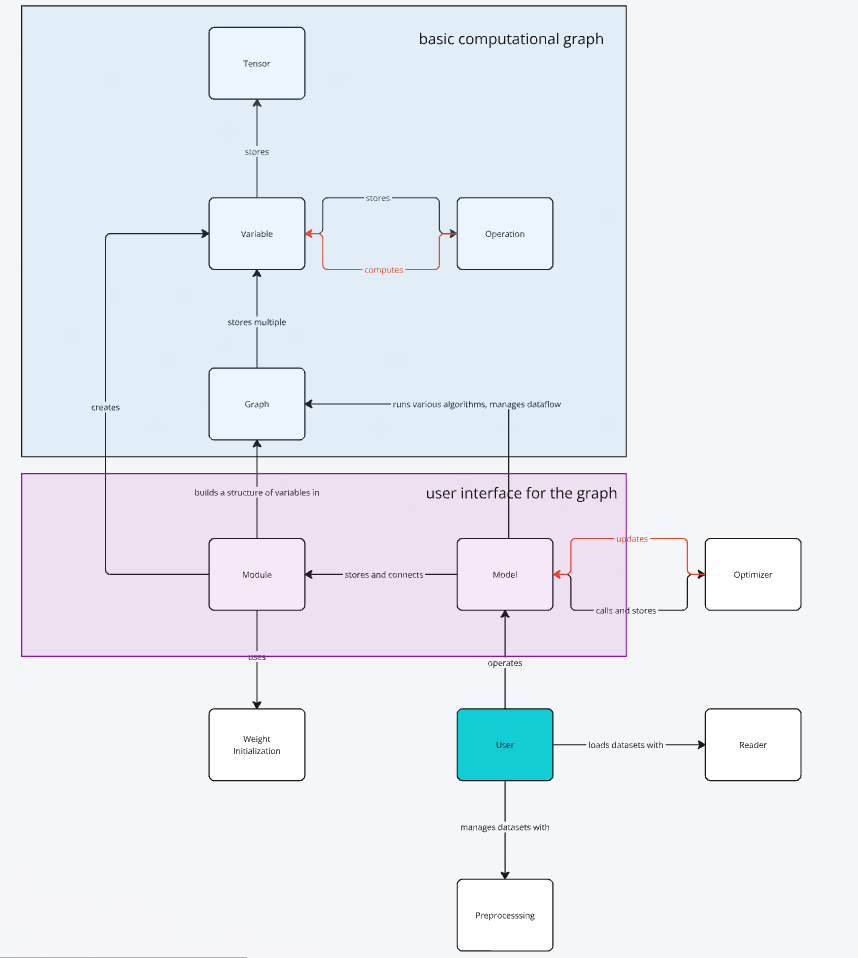 basic computational graph
Tensor
stores
stores
Variable
Operation
computes
stores multiple
Graph
runs various algorithms, manages dataflow
creates
builds a structure of variables in
user interface for the graph
updates
Module
stores and connects
Model
Optimizer
calls and stores
uses
operates
Weight
Initialization
User
loads datasets with
Reader
manages datasets with
Preprocesssing